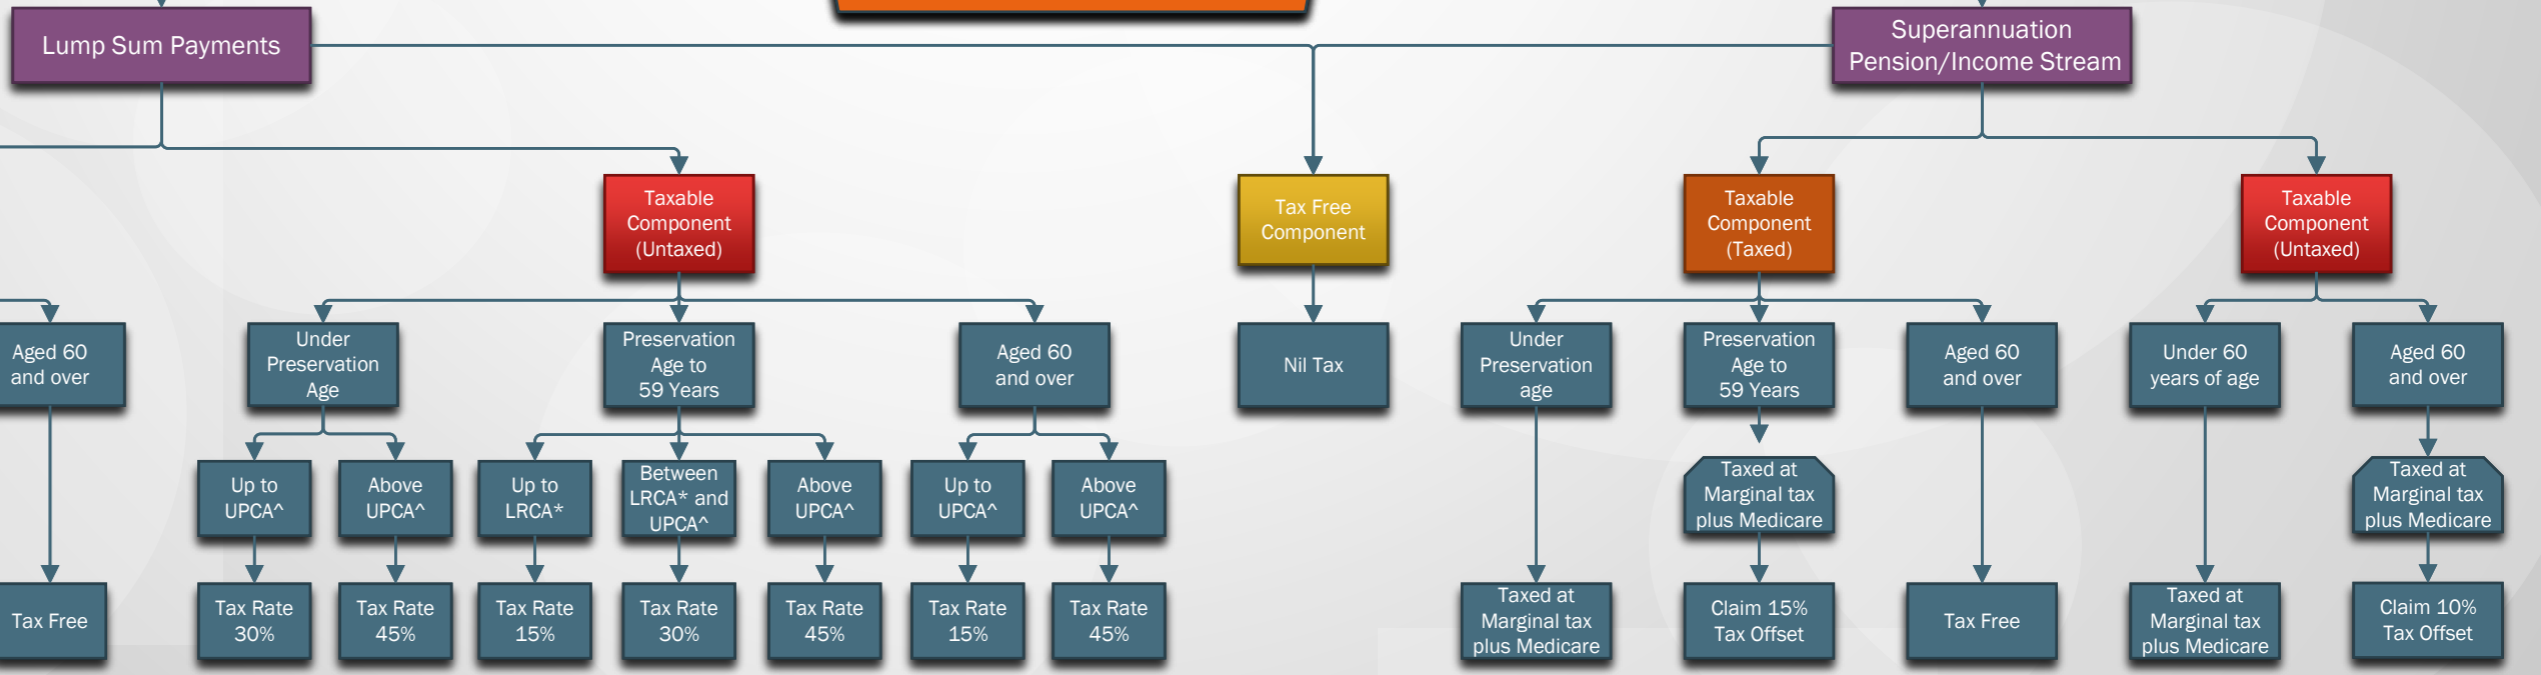 Lump Sum Payments
Superannuation
Pension/Income Stream
Taxable
Component
(Untaxed)
Tax Free
Component
Taxable
Component
(Taxed)
Taxable
Component
(Untaxed)
Aged 60
and over
Under
Preservation
Age
Preservation
Age to
59 Years
Aged 60
and over
Nil Tax
Under
Preservation
age
Preservation
Age to
59 Years
Aged 60
and over
Under 60
years of age
Aged 60
and over
Up to
UPCA^
Above
UPCA^
Up to
LRCA*
Between
LRCA* and
UPCA^
Above
UPCA^
Up to
UPCA^
Above
UPCA^
Taxed at
Marginal tax
plus Medicare
Taxed at
Marginal tax
plus Medicare
Tax Free
Tax Rate
30%
Tax Rate
45%
Tax Rate
15%
Tax Rate
30%
Tax Rate
45%
Tax Rate
15%
Tax Rate
45%
Taxed at
Marginal tax
plus Medicare
Claim 15%
Tax Offset
Tax Free
Taxed at
Marginal tax
plus Medicare
Claim 10%
Tax Offset